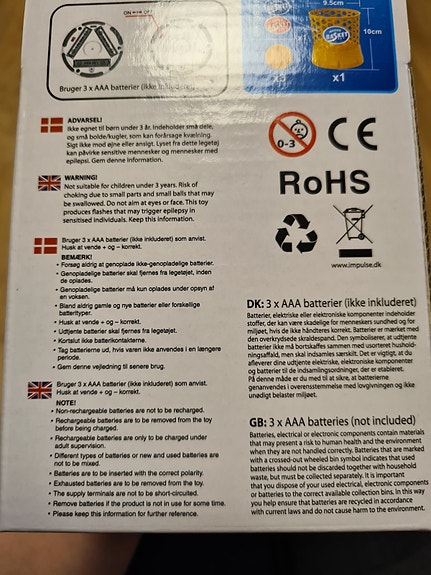 ON OFF
Bruger 3 x AAA batterier (ikke inkluderet)
BASKET
x1
x3
9.5cm
BASKET
10cm
x1
ADVARSEL!
Ikke egnet til børn under 3 år. Indeholder små dele,
og små bolde/kugler, som kan forårsage kvælning.
Sigt ikke mod øjne eller ansigt. Lyset fra dette legetøj
kan påvirke sensitive mennesker og mennesker med
epilepsi. Gem denne information.
WARNING!
Not suitable for children under 3 years. Risk of
choking due to small parts and small balls that may
be swallowed. Do not aim at eyes or face. This toy
produces flashes that may trigger epilepsy in
sensitised individuals. Keep this information.
Bruger 3 x AAA batterier (ikke inkluderet) som anvist.
Husk at vende + og – korrekt.
BEMÆRK!
• Forsøg aldrig at genoplade ikke-genopladelige batterier.
• Genopladelige batterier skal fjernes fra legetøjet, inden
de oplades.
• Genopladelige batterier må kun oplades under opsyn af
en voksen.
• Bland aldrig gamle og nye batterier eller forskellige
batterityper.
• Husk at vende + og – korrekt.
• Udtjente batterier skal fjernes fra legetøjet.
• Kortslut ikke batterikontakterne.
• Tag batterierne ud, hvis varen ikke anvendes i en længere
periode.
• Gem denne vejledning til senere brug.
Bruger 3 x AAA batterier (ikke inkluderet) som anvist.
Husk at vende + og – korrekt.
NOTE!
• Non-rechargeable batteries are not to be recharged.
• Rechargeable batteries are to be removed from the toy
before being charged.
• Rechargeable batteries are only to be charged under
adult supervision.
• Different types of batteries or new and used batteries are
not to be mixed.
• Batteries are to be inserted with the correct polarity.
• Exhausted batteries are to be removed from the toy.
• The supply terminals are not to be short-circuited.
• Remove batteries if the product is not in use for some time.
• Please keep this information for further reference.
0-3
CE
RoHS
www.impulse.dk
DK: 3 x AAA batterier (ikke inkluderet)
Batterier, elektriske eller elektroniske komponenter indeholder
stoffer, der kan være skadelige for menneskers sundhed og for
miljøet, hvis de ikke håndteres korrekt. Batterier er mærket med
den overkrydsede skraldespand. Den symboliserer, at udtjente
batterier ikke må bortskaffes sammen med usorteret hushold-
ningsaffald, men skal indsamles særskilt. Det er vigtigt, at du
afleverer dine udtjente elektriske, elektroniske komponenter
og batterier til de indsamlingsordninger, der er etableret.
På denne måde er du med til at sikre, at batterierne
genanvendes i overensstemmelse med lovgivningen og ikke
unødigt belaster miljøet.
GB: 3 x AAA batteries (not included)
Batteries, electrical or electronic components contain materials
that may present a risk to human health and the environment
when they are not handled correctly. Batteries that are marked
with a crossed-out wheeled bin symbol indicates that used
batteries should not be discarded together with household
waste, but must be collected separately. It is important
that you dispose of your used electrical, electronic components
or batteries to the correct available collection bins. In this way
you help ensure that batteries are recycled in accordance
with current laws and do not cause harm to the environment.